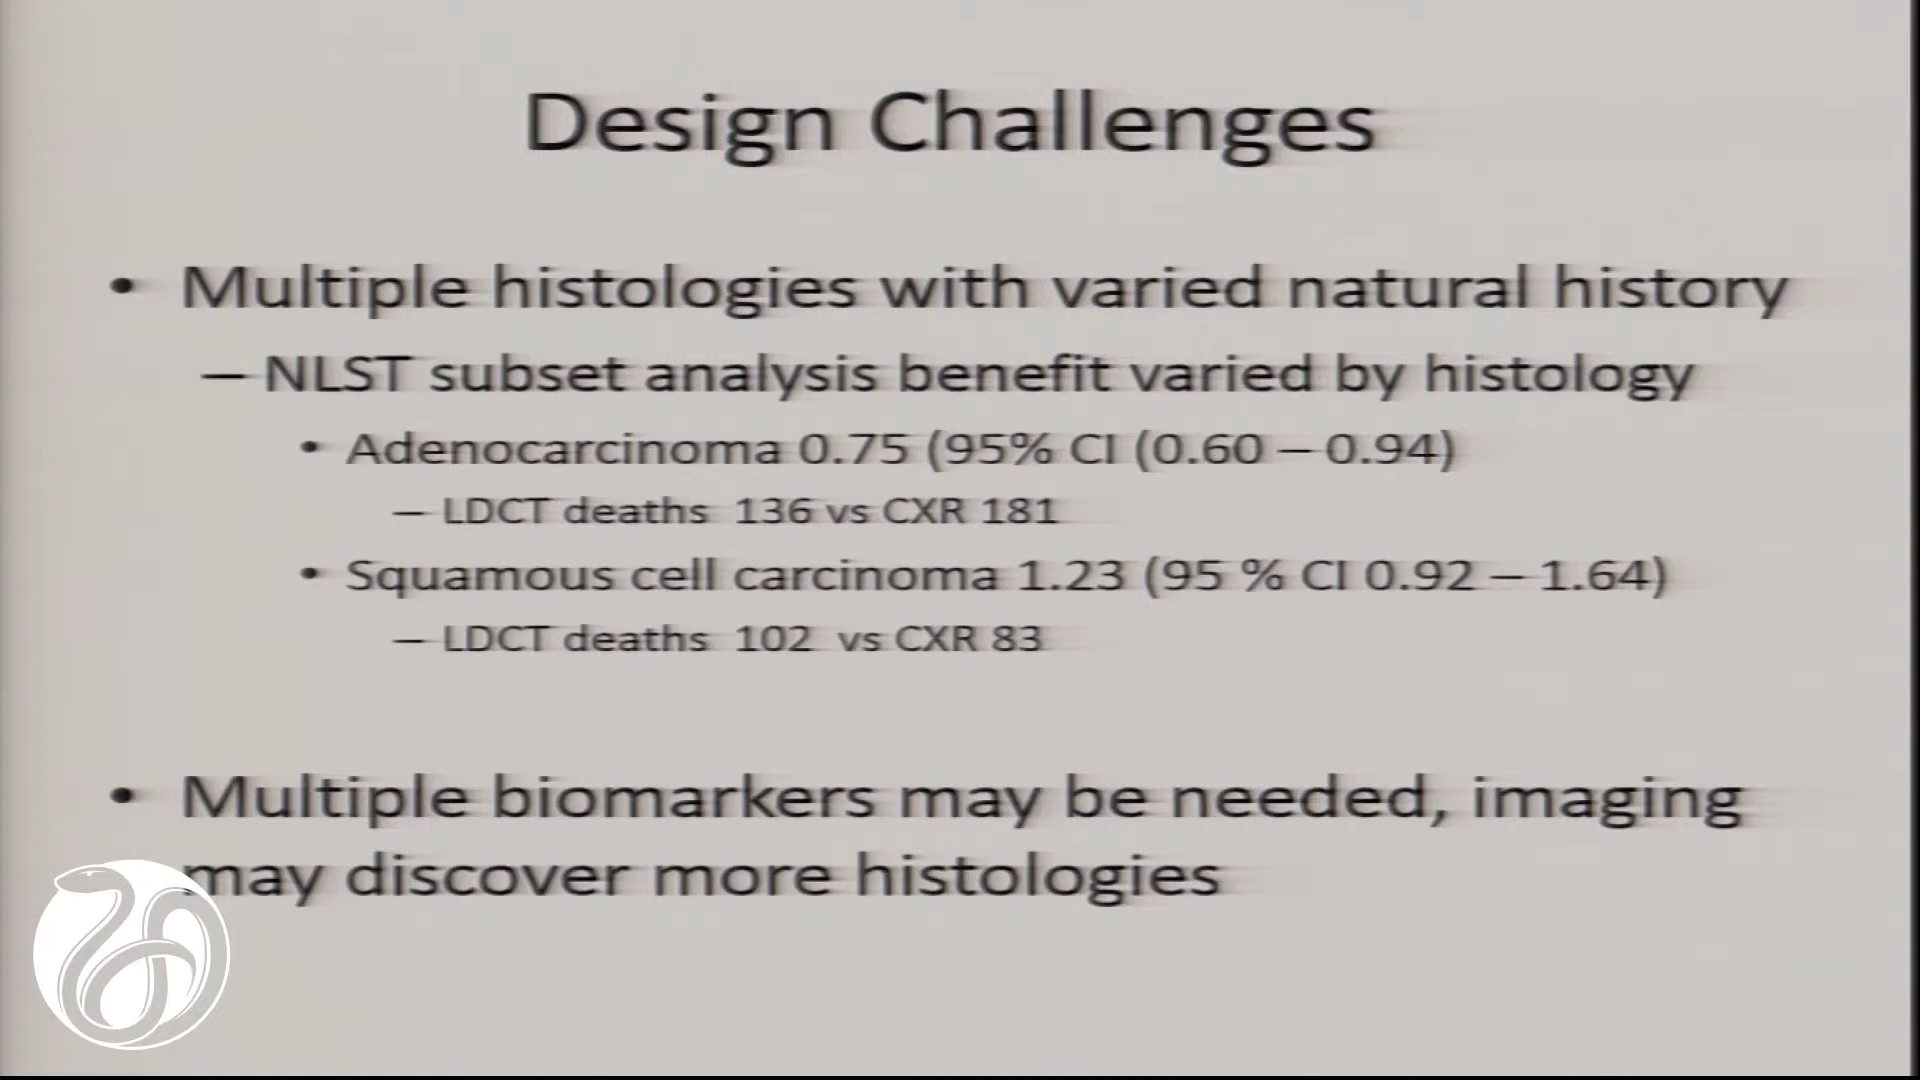 Design Challenges
• Multiple histologies with varied natural history
– NLST subset analysis benefit varied by histology
• Adenocarcinoma 0.75 (95% CI (0.60 – 0.94)
– LDCT deaths 136 vs CXR 181
• Squamous cell carcinoma 1.23 (95 % CI 0.92 – 1.64)
– LDCT deaths 102 vs CXR 83
• Multiple biomarkers may be needed, imaging
may discover more histologies